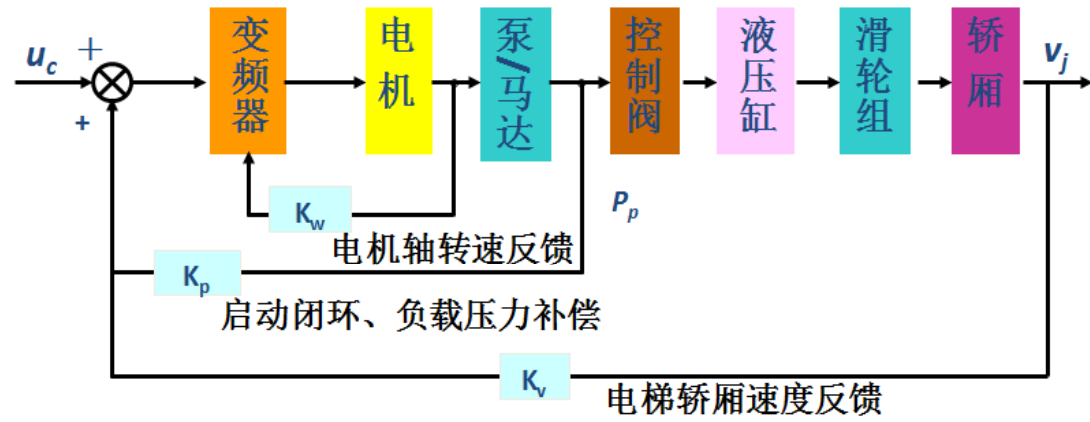 u_c
+
+
变频器
电机
泵/马达
控制阀
液压缸
滑轮组
轿厢
v_j
K_w
P_p
电机轴转速反馈
K_p
启动闭环、负载压力补偿
K_v
电梯轿厢速度反馈